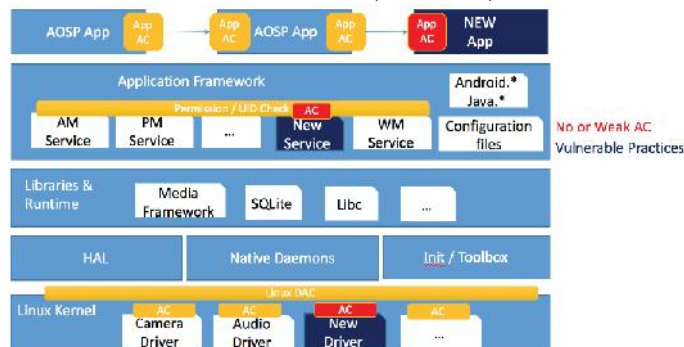 AOSP App
App
AC
App
AC
AOSP App
App
AC
App
AC
NEW
App
Application Framework
Android.*
Java.*
Permission / UID Check
AC
AM
Service
PM
Service
...
New
Service
WM
Service
Configuration
files
No or Weak AC
Vulnerable Practices
Libraries &
Runtime
Media
Framework
SQLite
Libc
...
HAL
Native Daemons
Init / Toolbox
Linux DAC
Linux Kernel
AC
Camera
Driver
AC
Audio
Driver
AC
New
Driver
AC
...